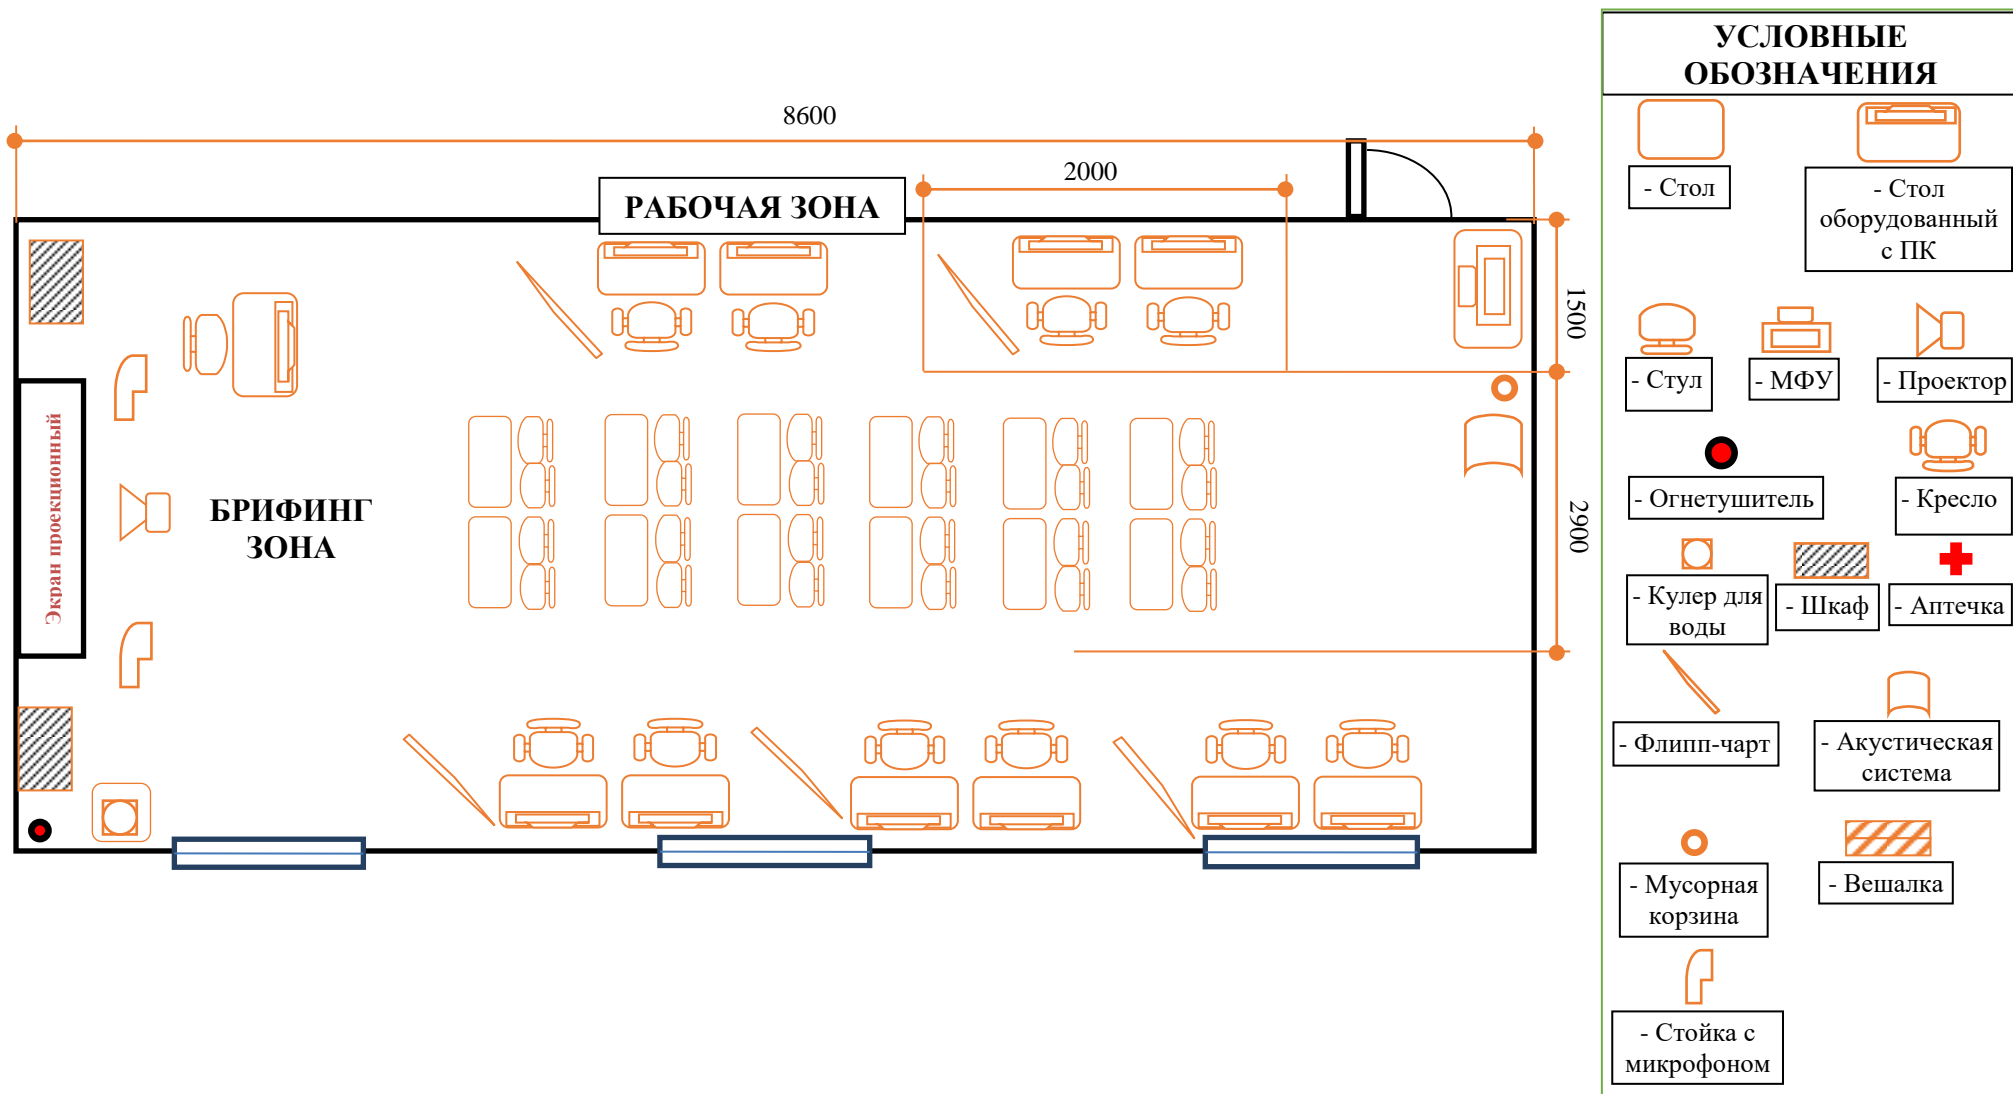 8600
2000
РАБОЧАЯ ЗОНА
1500
2900
Экран проекционный
БРИФИНГ
ЗОНА
УСЛОВНЫЕ
ОБОЗНАЧЕНИЯ
- Стол
- Стол
оборудованный
с ПК
- Стул
- МФУ
- Проектор
- Огнетушитель
- Кресло
- Кулер для
воды
- Шкаф
- Аптечка
- Флипп-чарт
- Акустическая
система
- Мусорная
корзина
- Вешалка
- Стойка с
микрофоном